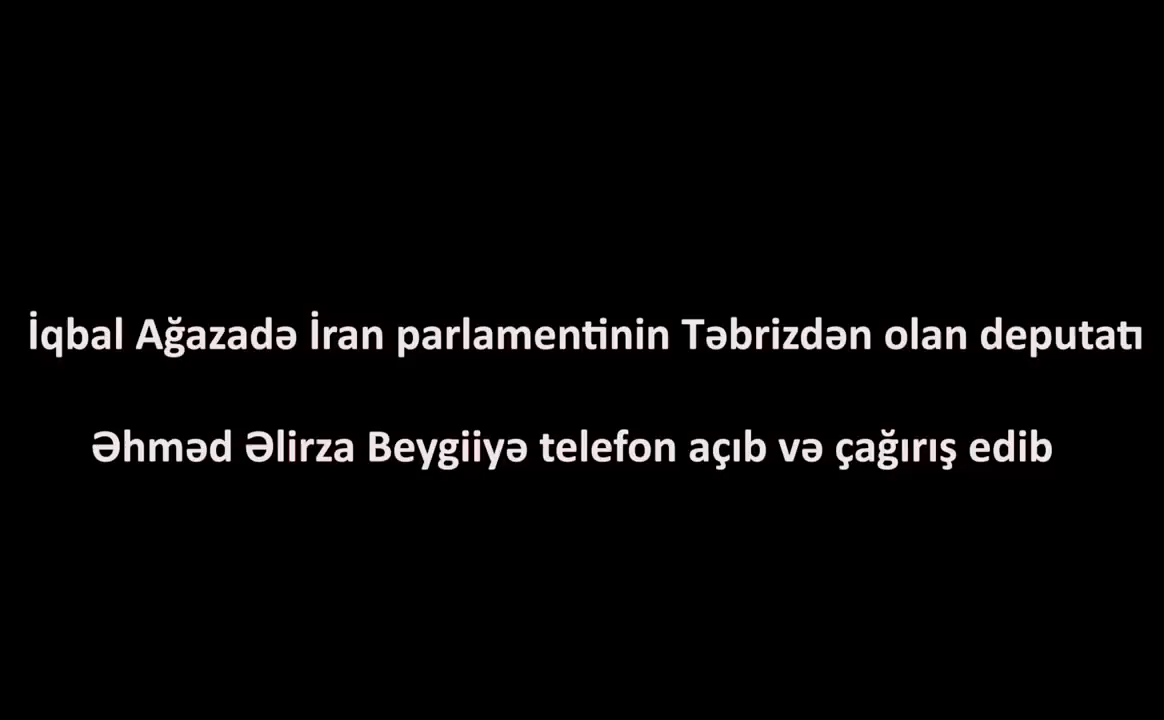 İqbal Ağazadə İran parlamentinin Təbrizdən olan deputatı
Əhməd Əlirza Beygiiyə telefon açıb və çağırış edib